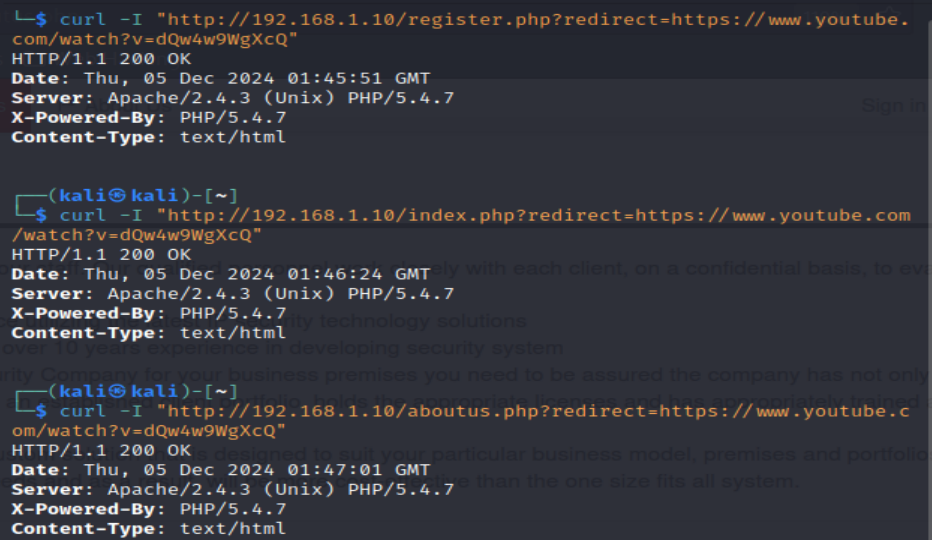 └─$ curl -I "http://192.168.1.10/register.php?redirect=https://www.youtube.
com/watch?v=dQw4w9WgXcQ"
HTTP/1.1 200 OK
Date: Thu, 05 Dec 2024 01:45:51 GMT
Server: Apache/2.4.3 (Unix) PHP/5.4.7
Sign in
X-Powered-By: PHP/5.4.7
Content-Type: text/html
┌──(kali㉿kali)-[~]
└─$ curl -I "http://192.168.1.10/index.php?redirect=https://www.youtube.com
/watch?v=dQw4w9WgXcQ"
HTTP/1.1 200 OK
closely with each client, on a confidential basis, to
Date: Thu, 05 Dec 2024 01:46:24 GMT
Server: Apache/2.4.3 (Unix) PHP/5.4.7
X-Powered-By: PHP/5.4.7
technology solutions
Content-Type: text/html
over 10 years experience in developing security system
Company for your business premises you need to be assured the company has not only
┌──(kali㉿kali)-[~]
holds the appropriate licenses and has appropriately trained
└─$ curl -I "http://192.168.1.10/aboutus.php?redirect=https://www.youtube.c
om/watch?v=dQw4w9WgXcQ"
HTTP/1.1 200 OK
designed to suit your particular business model, premises and portfolio
Date: Thu, 05 Dec 2024 01:47:01 GMT
than the one size fits all system.
Server: Apache/2.4.3 (Unix) PHP/5.4.7
X-Powered-By: PHP/5.4.7
Content-Type: text/html